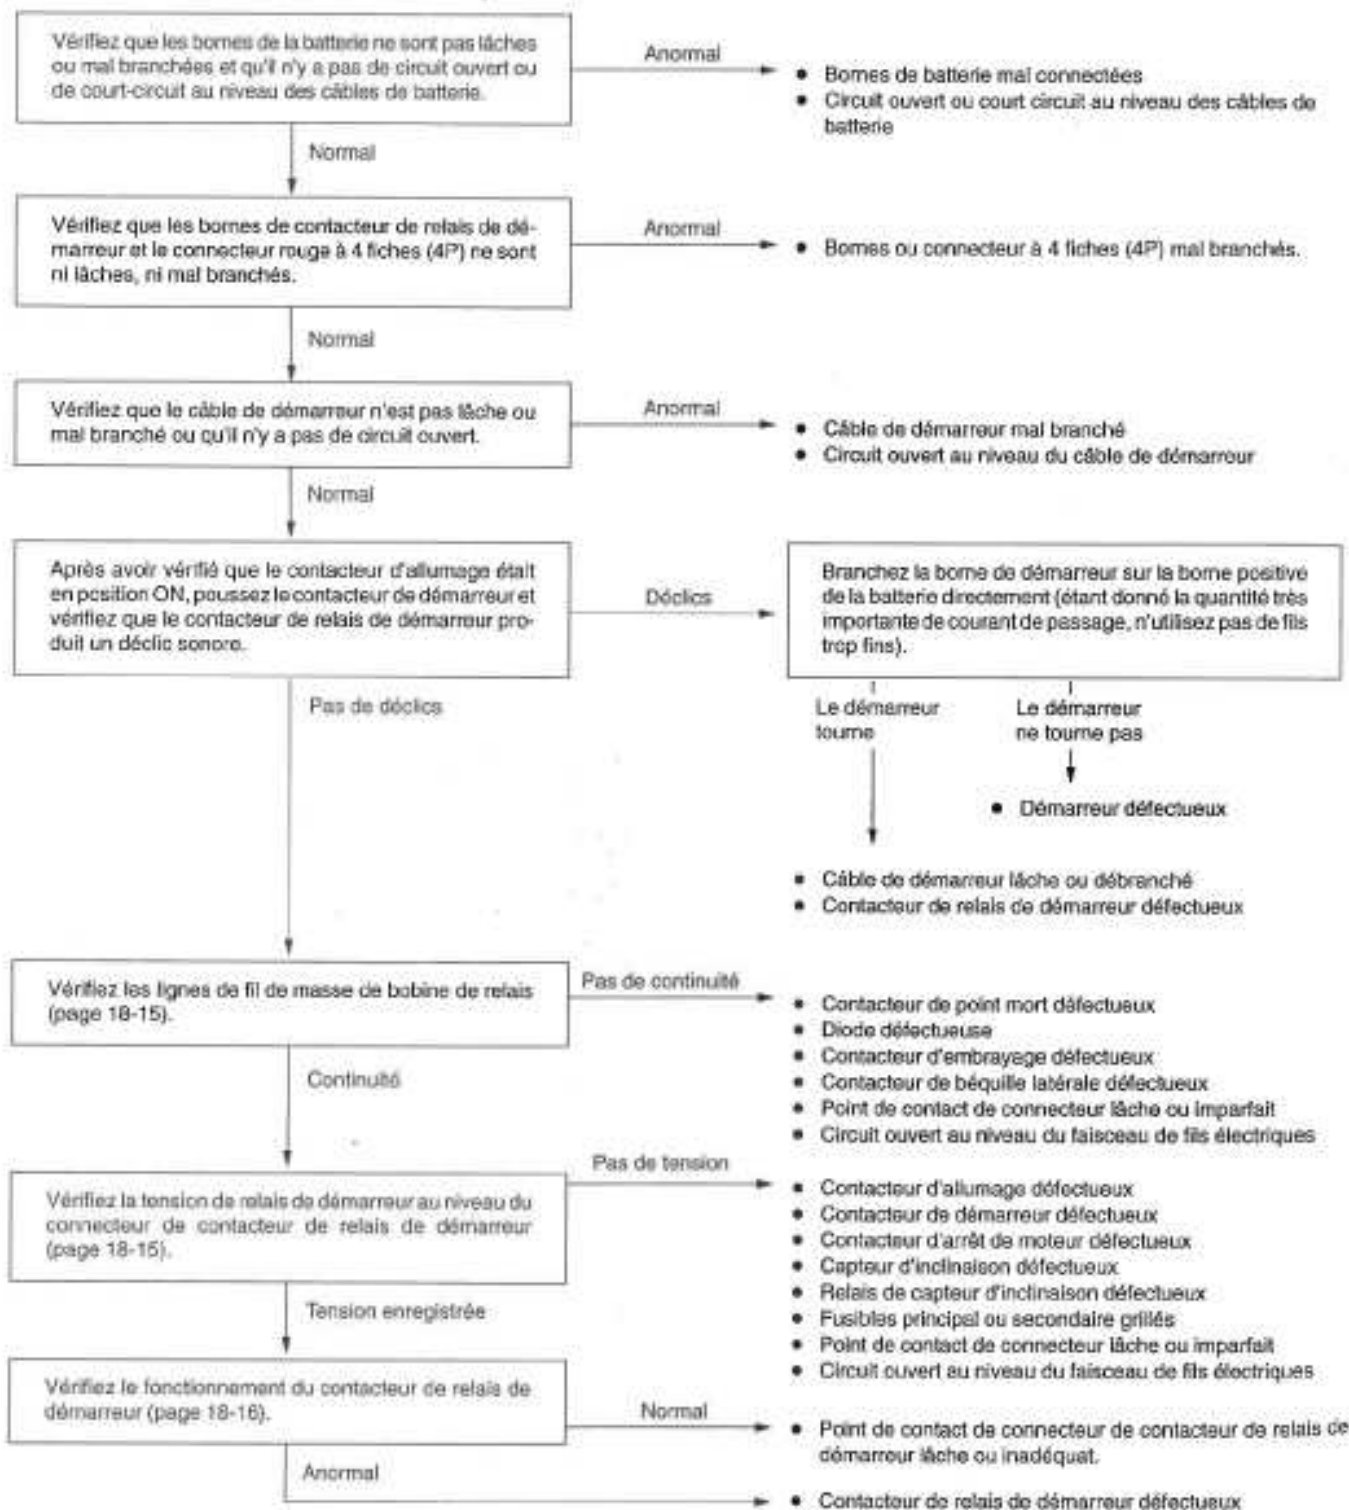 Vérifiez que les bornes de la batterie ne sont pas lâches
ou mal branchées et qu'il n'y a pas de circuit ouvert ou
de court-circuit au niveau des câbles de batterie.
Anormal
• Bornes de batterie mal connectées
• Circuit ouvert ou court circuit au niveau des câbles de
batterie
Normal
Vérifiez que les bornes de contacteur de relais de dé-
marreur et le connecteur rouge à 4 fiches (4P) ne sont
ni lâches, ni mal branchés.
Anormal
• Bornes ou connecteur à 4 fiches (4P) mal branchés.
Normal
Vérifiez que le câble de démarreur n'est pas lâche ou
mal branché ou qu'il n'y a pas de circuit ouvert.
Anormal
• Câble de démarreur mal branché
• Circuit ouvert au niveau du câble de démarreur
Normal
Après avoir vérifié que le contacteur d'allumage était
en position ON, poussez le contacteur de démarreur et
vérifiez que le contacteur de relais de démarreur pro-
duit un déclic sonore.
Déclics
Branchez la borne de démarreur sur la borne positive
de la batterie directement (étant donné la quantité très
importante de courant de passage, n'utilisez pas de fils
trop fins).
Pas de déclics
Le démarreur
tourne
Le démarreur
ne tourne pas
• Démarreur défectueux
• Câble de démarreur lâche ou débranché
• Contacteur de relais de démarreur défectueux
Vérifiez les lignes de fil de masse de bobine de relais
(page 18-15).
Pas de continuité
• Contacteur de point mort défectueux
• Diode défectueuse
• Contacteur d'embrayage défectueux
• Contacteur de béquille latérale défectueux
• Point de contact de connecteur lâche ou imparfait
• Circuit ouvert au niveau du faisceau de fils électriques
Continuité
Vérifiez la tension de relais de démarreur au niveau du
connecteur de contacteur de relais de démarreur
(page 18-15).
Pas de tension
• Contacteur d'allumage défectueux
• Contacteur de démarreur défectueux
• Contacteur d'arrêt de moteur défectueux
• Capteur d'inclinaison défectueux
• Relais de capteur d'inclinaison défectueux
• Fusibles principal ou secondaire grillés
• Point de contact de connecteur lâche ou imparfait
• Circuit ouvert au niveau du faisceau de fils électriques
Tension enregistrée
Vérifiez le fonctionnement du contacteur de relais de
démarreur (page 18-16).
Normal
• Point de contact de connecteur de contacteur de relais de
démarreur lâche ou inadéquat.
Anormal
• Contacteur de relais de démarreur défectueux